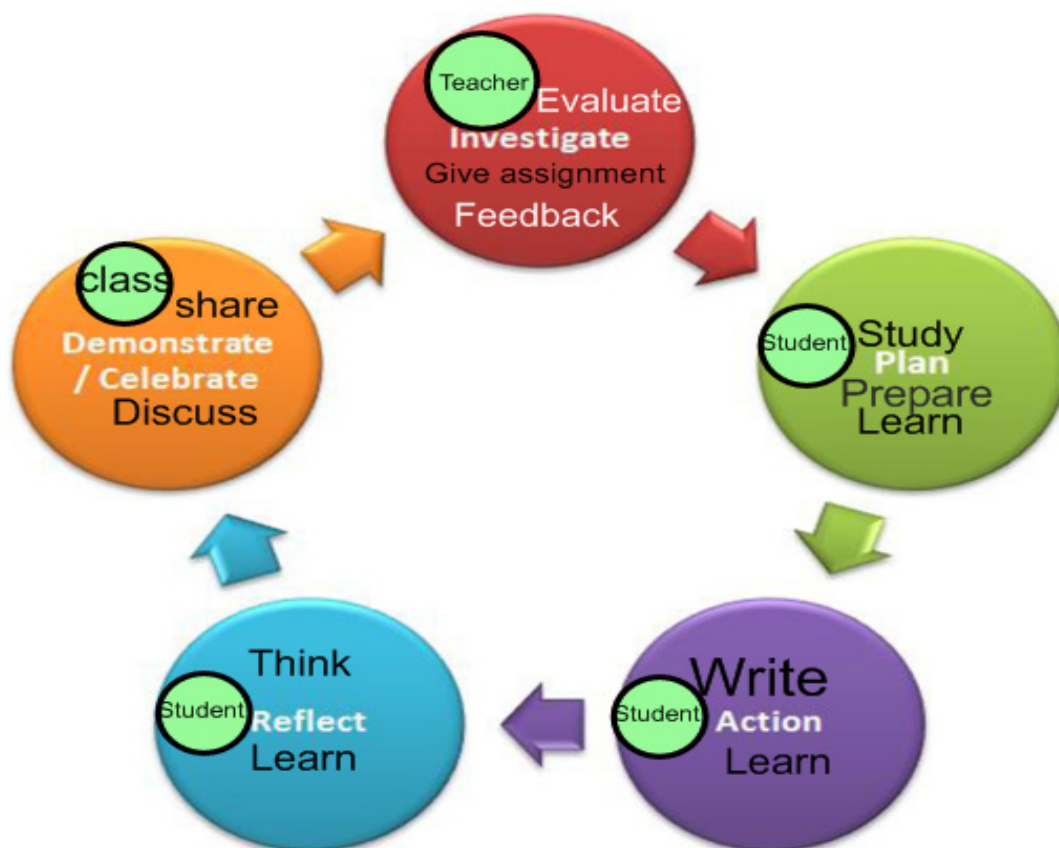 Teacher
Evaluate
Investigate
Give assignment
Feedback
Student
Study
Plan
Prepare
Learn
Write
Student
Action
Learn
Think
Student
Reflect
Learn
class
share
Demonstrate
/ Celebrate
Discuss